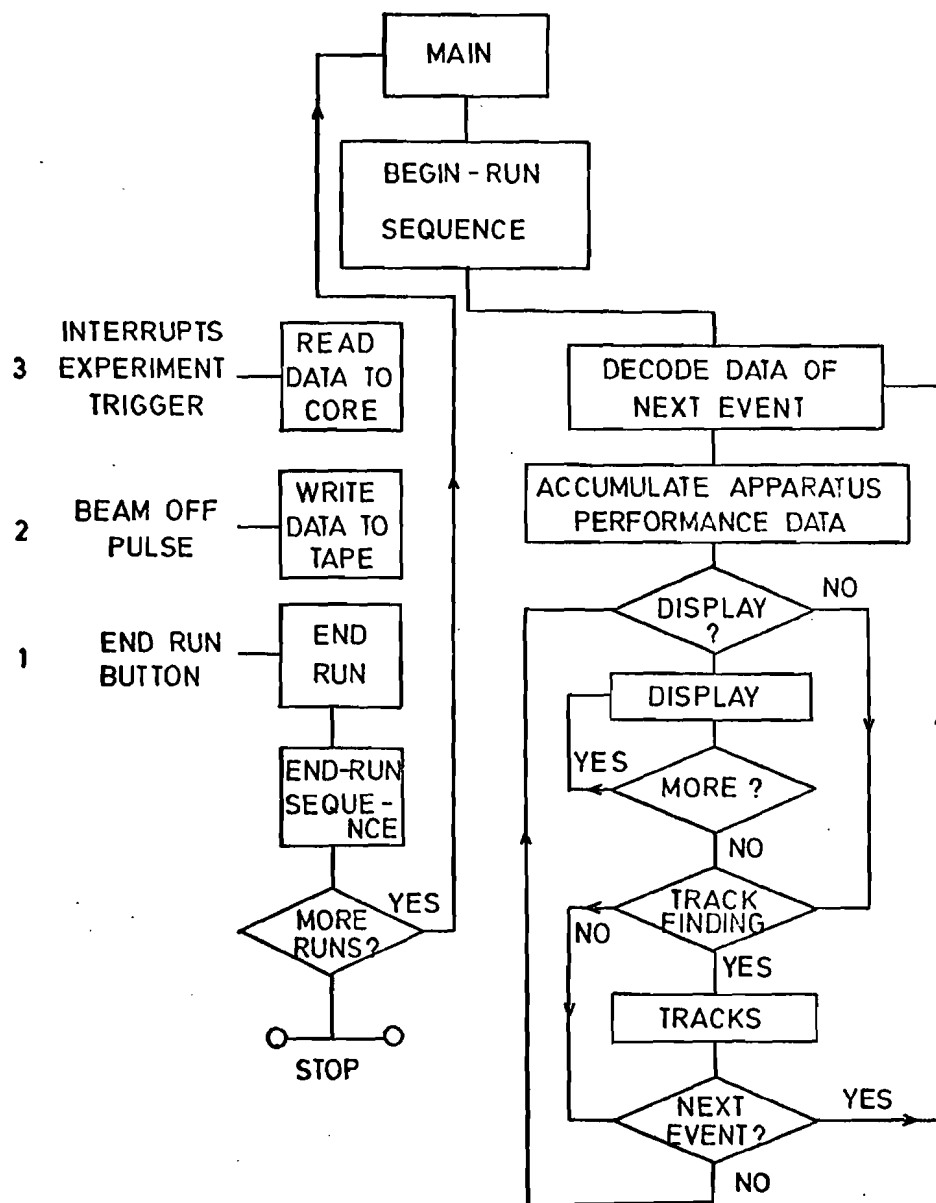 MAIN
BEGIN-RUN
SEQUENCE
3
INTERRUPTS
EXPERIMENT
TRIGGER
READ
DATA TO
CORE
2
BEAM OFF
PULSE
WRITE
DATA TO
TAPE
1
END RUN
BUTTON
END
RUN
END-RUN
SEQUE-
NCE
MORE
RUNS?
YES
STOP
DECODE DATA OF
NEXT EVENT
ACCUMULATE APPARATUS
PERFORMANCE DATA
DISPLAY
?
NO
DISPLAY
YES
MORE ?
NO
TRACK
FINDING
NO
YES
TRACKS
NEXT
EVENT?
YES
NO